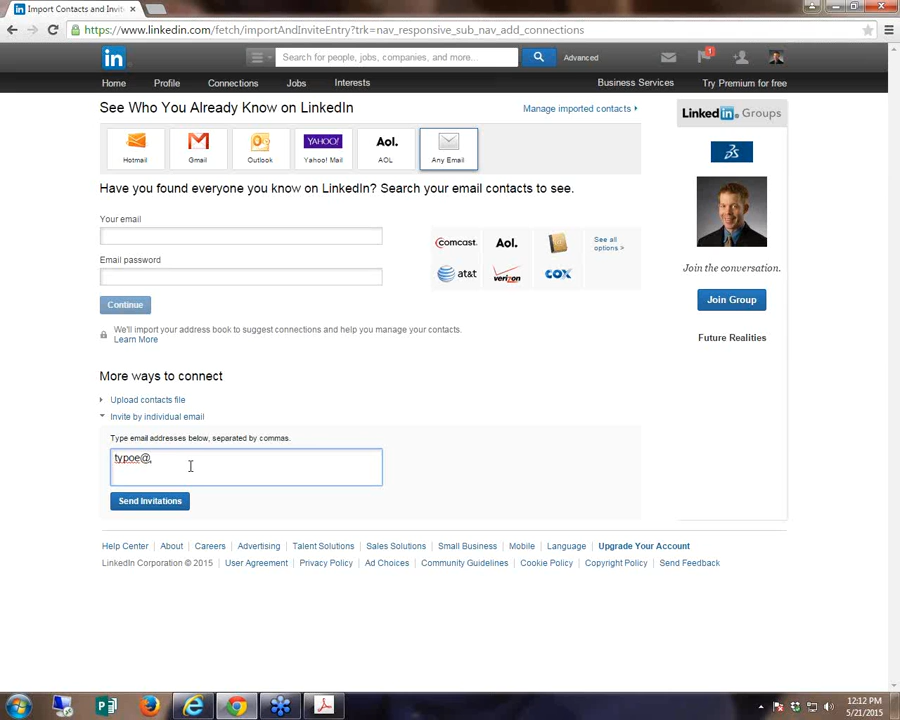 Import Contacts and Invit
https://www.linkedin.com/fetch/importAndInviteEntry?trk=nav_responsive_sub_nav_add_connections
in
Search for people, jobs, companies, and more...
Advanced
1
Home
Profile
Connections
Jobs
Interests
Business Services
Try Premium for free
See Who You Already Know on LinkedIn
Manage imported contacts
Hotmail
Gmail
Outlook
YAHOO!
Yahoo! Mail
Aol.
AOL
Any Email
Have you found everyone you know on LinkedIn? Search your email contacts to see.
Your email
Email password
comcast.
Aol.
See all
options >
at&t
verizon
COX
Continue
We'll import your address book to suggest connections and help you manage your contacts.
Learn More
More ways to connect
Upload contacts file
Invite by individual email
Type email addresses below, separated by commas.
typoe@,
Send Invitations
Linked in. Groups
Join the conversation.
Join Group
Future Realities
Help Center
About
Careers
Advertising
Talent Solutions
Sales Solutions
Small Business
Mobile
Language
Upgrade Your Account
LinkedIn Corporation © 2015
User Agreement
Privacy Policy
Ad Choices
Community Guidelines
Cookie Policy
Copyright Policy
Send Feedback
12:12 PM
5/21/2015